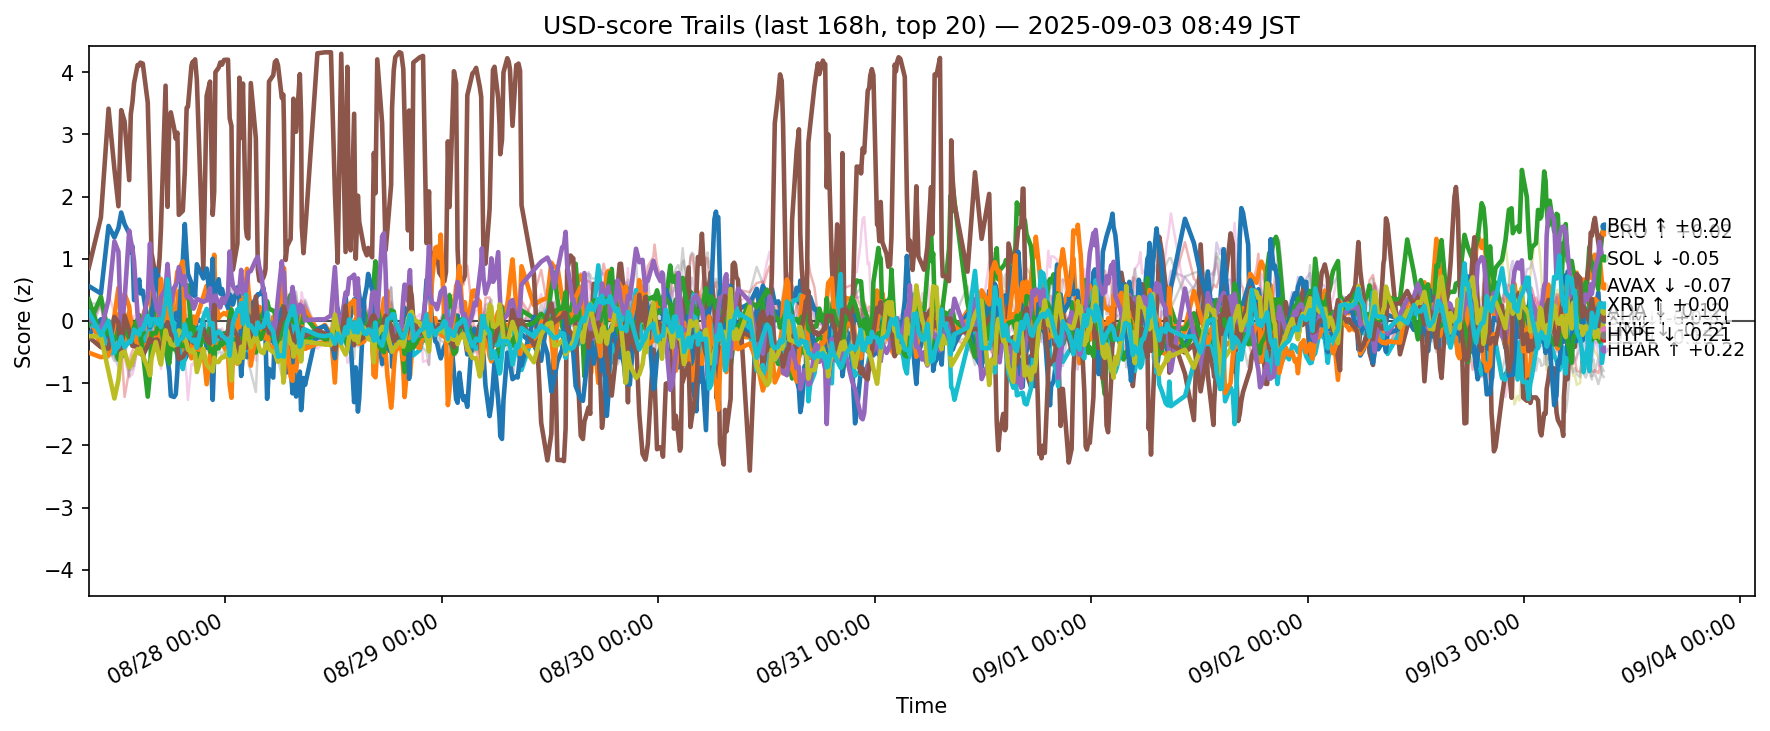 USD-score Trails (last 168h, top 20) — 2025-09-03 08:49 JST
Score (z)
4
3
2
1
0
−1
−2
−3
−4
BCH ↑ +0.20
SOL ↓ -0.05
AVAX ↓ -0.07
XRP ↑ +0.00
HYPE ↓ -0.21
HBAR ↑ +0.22
08/28 00:00
08/29 00:00
08/30 00:00
08/31 00:00
09/01 00:00
09/02 00:00
09/03 00:00
09/04 00:00
Time